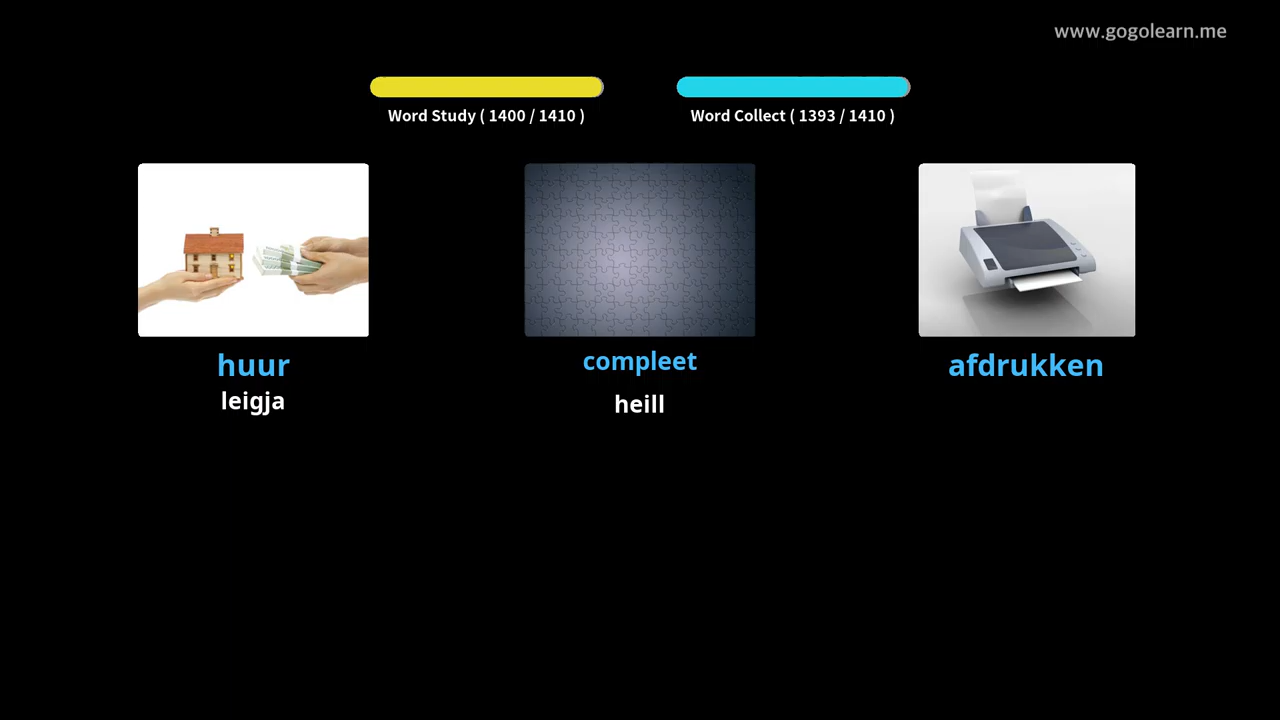 www.gogolearn.me
Word Study ( 1400 / 1410 )
Word Collect ( 1393 / 1410 )
huur
leigja
compleet
heill
afdrukken